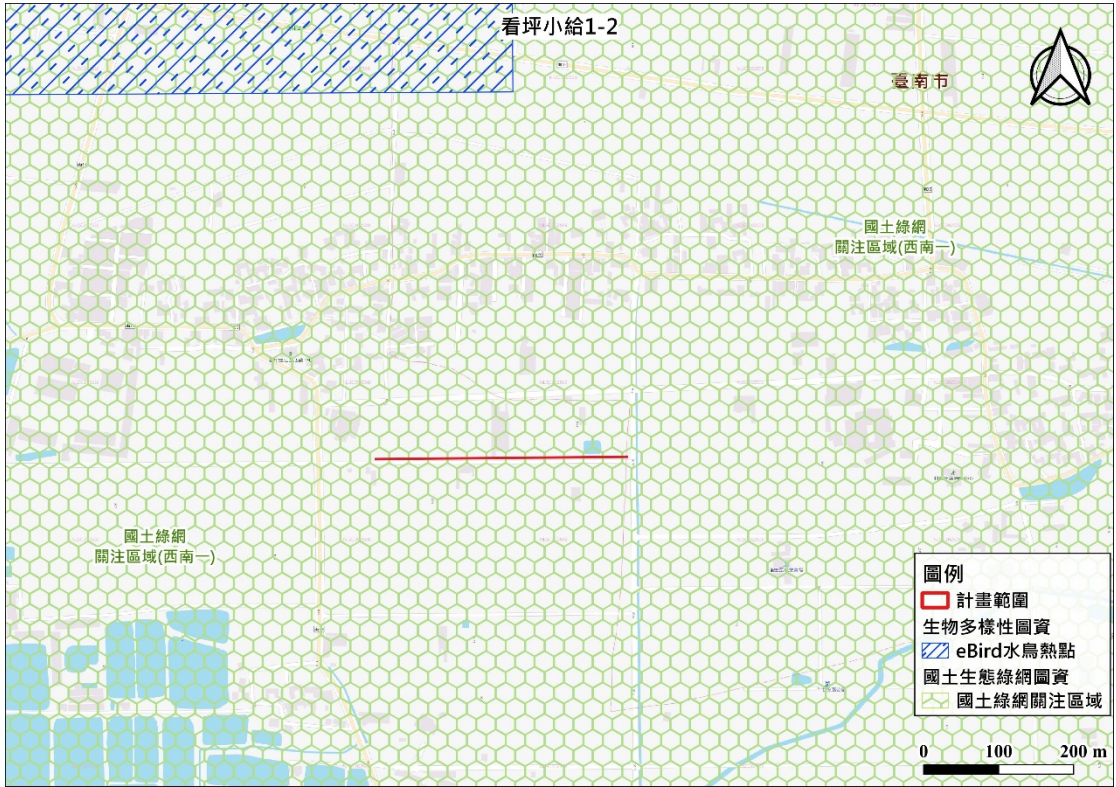 看坪小給1-2
臺南市
國土綠網
關注區域(西南一)
國土綠網
關注區域(西南一)
圖例
計畫範圍
生物多樣性圖資
eBird水鳥熱點
國土生態綠網圖資
國土綠網關注區域
0 100 200 m